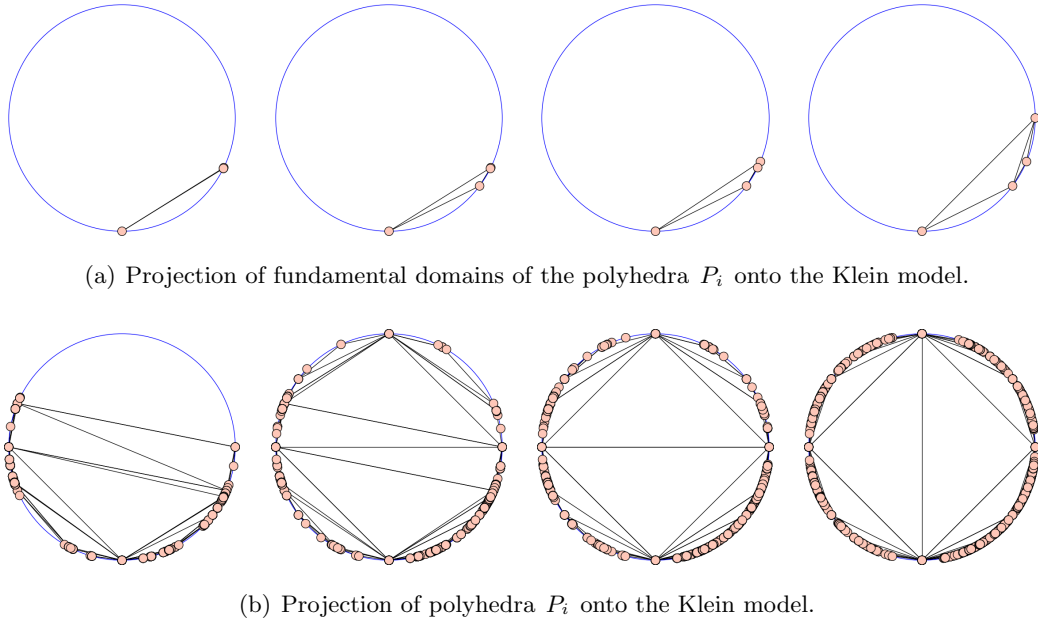 (a) Projection of fundamental domains of the polyhedra P_i onto the Klein model.
(b) Projection of polyhedra P_i onto the Klein model.